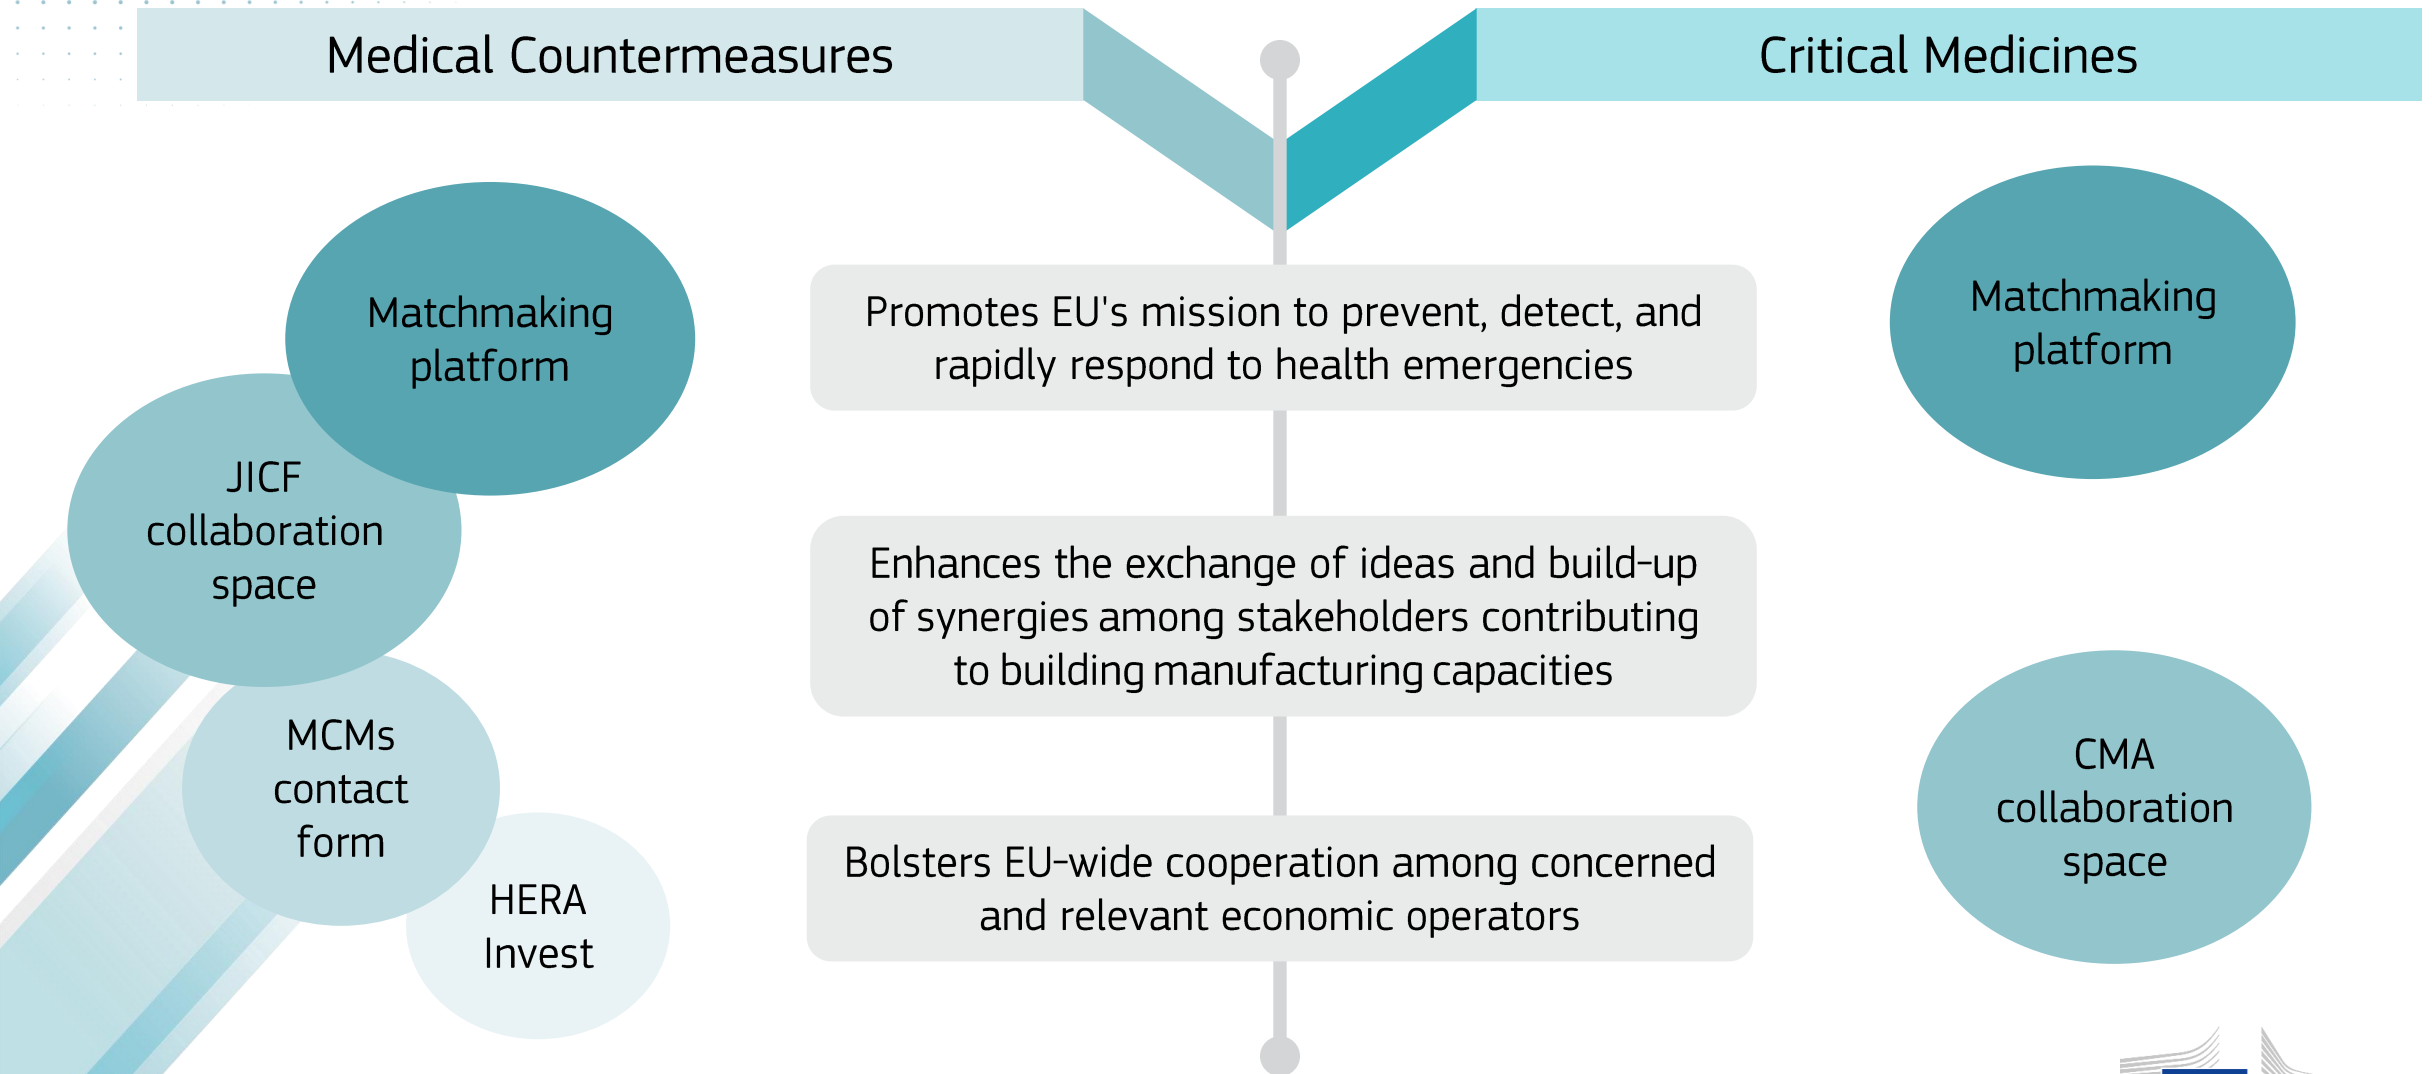 Medical Countermeasures
Critical Medicines
Matchmaking
platform
JICF
collaboration
space
MCMs
contact
form
HERA
Invest
Promotes EU's mission to prevent, detect, and
rapidly respond to health emergencies
Enhances the exchange of ideas and build-up
of synergies among stakeholders contributing
to building manufacturing capacities
Bolsters EU-wide cooperation among concerned
and relevant economic operators
Matchmaking
platform
CMA
collaboration
space